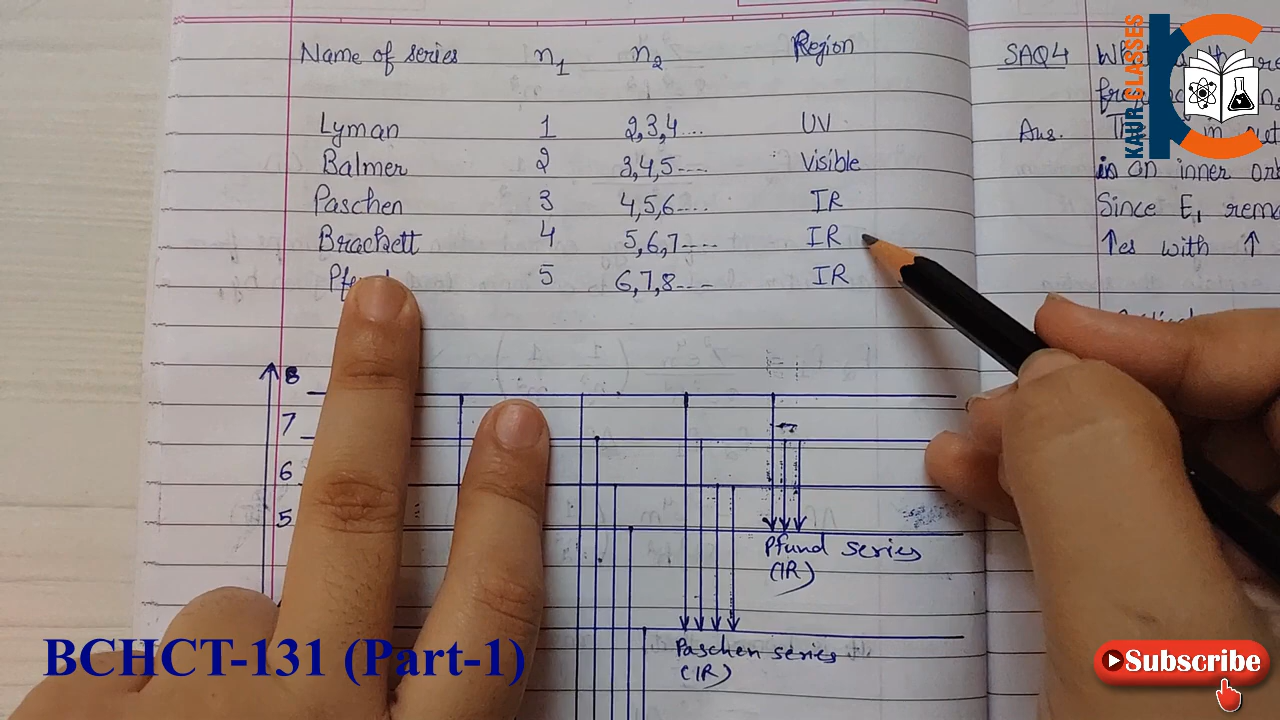 Name of series n1 n2 Region
Lyman 1 2,3,4.... UV
Balmer 2 3,4,5---- Visible
Paschen 3 4,5,6-.... IR
Brackett 4 5,6,7---- IR
5 6,7,8---- IR
8
7
6
5
Pfund series
(IR)
Paschen series
(IR)
SAQ4
Ans.
an inner
Since E1
↑es with ↑
KAUR CLASSES
BCHCT-131 (Part-1)
Subscribe